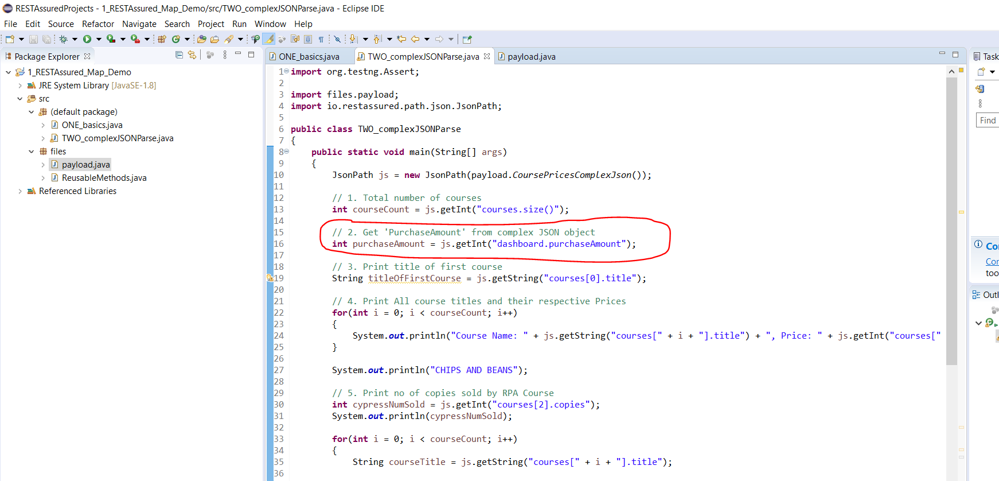 RESTAssuredProjects - 1_RESTAssured_Map_Demo/src/TWO_complexJSONParse.java - Eclipse IDE
File Edit Source Refactor Navigate Search Project Run Window Help
Package Explorer
1_RESTAssured_Map_Demo
JRE System Library [JavaSE-1.8]
src
(default package)
ONE_basics.java
TWO_complexJSONParse.java
files
payload.java
ReusableMethods.java
Referenced Libraries
ONE_basics.java TWO_complexJSONParse.java payload.java
1 import org.testng.Assert;
2
3 import files.payload;
4 import io.restassured.path.json.JsonPath;
5
6 public class TWO_complexJSONParse
7 {
8     public static void main(String[] args)
9     {
10         JsonPath js = new JsonPath(payload.CoursePricesComplexJson());
11
12         // 1. Total number of courses
13         int courseCount = js.getInt("courses.size()");
14
15         // 2. Get 'PurchaseAmount' from complex JSON object
16         int purchaseAmount = js.getInt("dashboard.purchaseAmount");
17
18         // 3. Print title of first course
19         String titleOfFirstCourse = js.getString("courses[0].title");
20
21         // 4. Print All course titles and their respective Prices
22         for(int i = 0; i < courseCount; i++)
23         {
24             System.out.println("Course Name: " + js.getString("courses[" + i + "].title") + ", Price: " + js.getInt("courses["
25         }
26
27         System.out.println("CHIPS AND BEANS");
28
29         // 5. Print no of copies sold by RPA Course
30         int cypressNumSold = js.getInt("courses[2].copies");
31         System.out.println(cypressNumSold);
32
33         for(int i = 0; i < courseCount; i++)
34         {
35             String courseTitle = js.getString("courses[" + i + "].title");
36
Task
Find
Cor
Cor
too
Outl